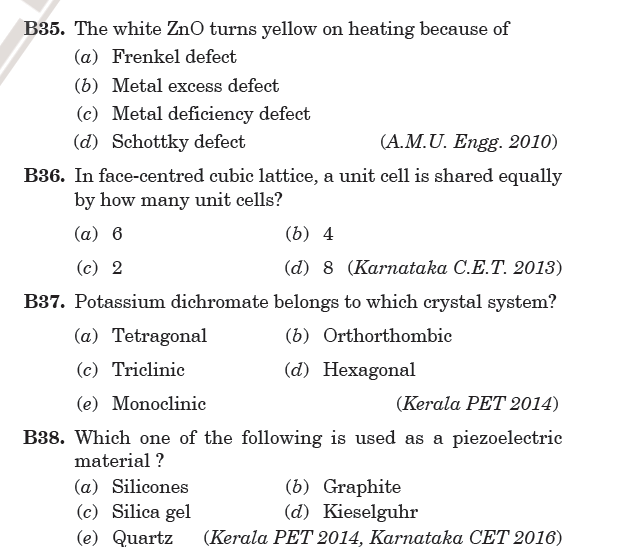 B35. The white ZnO turns yellow on heating because of
(a) Frenkel defect
(b) Metal excess defect
(c) Metal deficiency defect
(d) Schottky defect (A.M.U. Engg. 2010)
B36. In face-centred cubic lattice, a unit cell is shared equally
by how many unit cells?
(a) 6 (b) 4
(c) 2 (d) 8 (Karnataka C.E.T. 2013)
B37. Potassium dichromate belongs to which crystal system?
(a) Tetragonal (b) Orthorthombic
(c) Triclinic (d) Hexagonal
(e) Monoclinic (Kerala PET 2014)
B38. Which one of the following is used as a piezoelectric
material ?
(a) Silicones (b) Graphite
(c) Silica gel (d) Kieselguhr
(e) Quartz (Kerala PET 2014, Karnataka CET 2016)